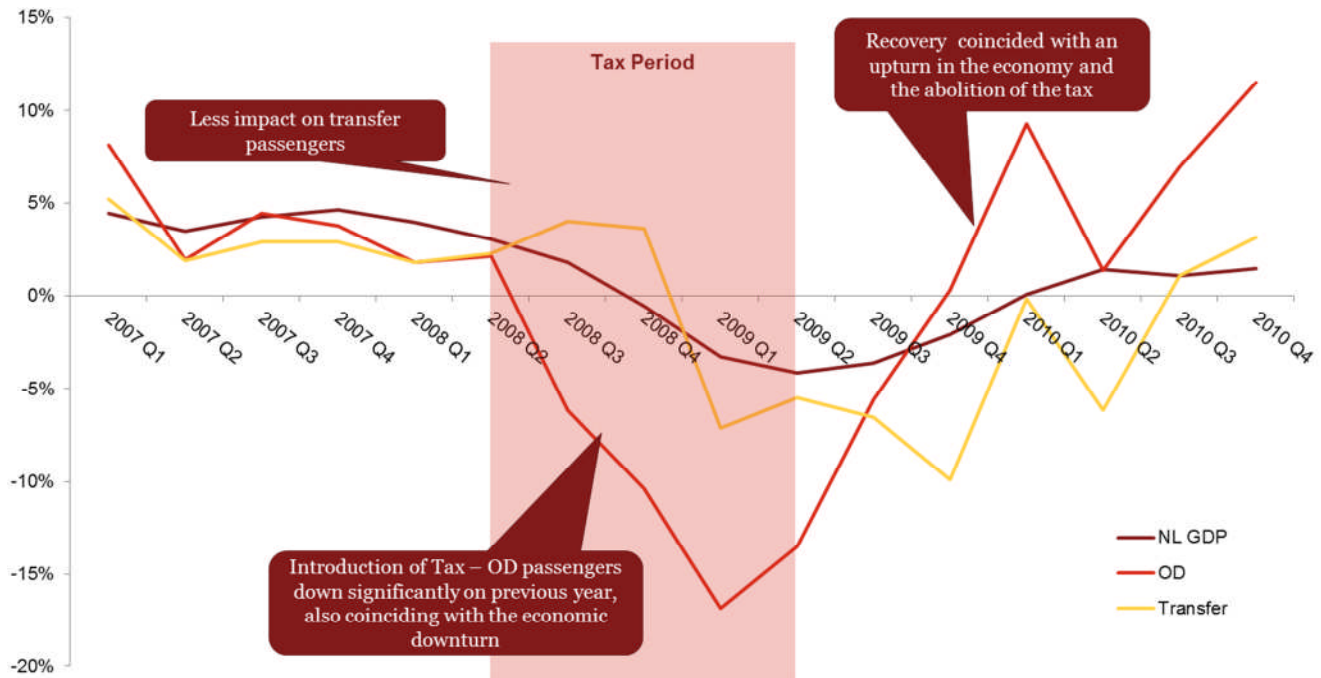 15%
10%
5%
0%
-5%
-10%
-15%
-20%
Tax Period
Less impact on transfer
passengers
Recovery coincided with an
upturn in the economy and
the abolition of the tax
Introduction of Tax – OD passengers
down significantly on previous year,
also coinciding with the economic
downturn
2007 Q1
2007 Q2
2007 Q3
2007 Q4
2008 Q1
2008 Q2
2008 Q3
2008 Q4
2009 Q1
2009 Q2
2009 Q3
2009 Q4
2010 Q1
2010 Q2
2010 Q3
2010 Q4
NL GDP
OD
Transfer